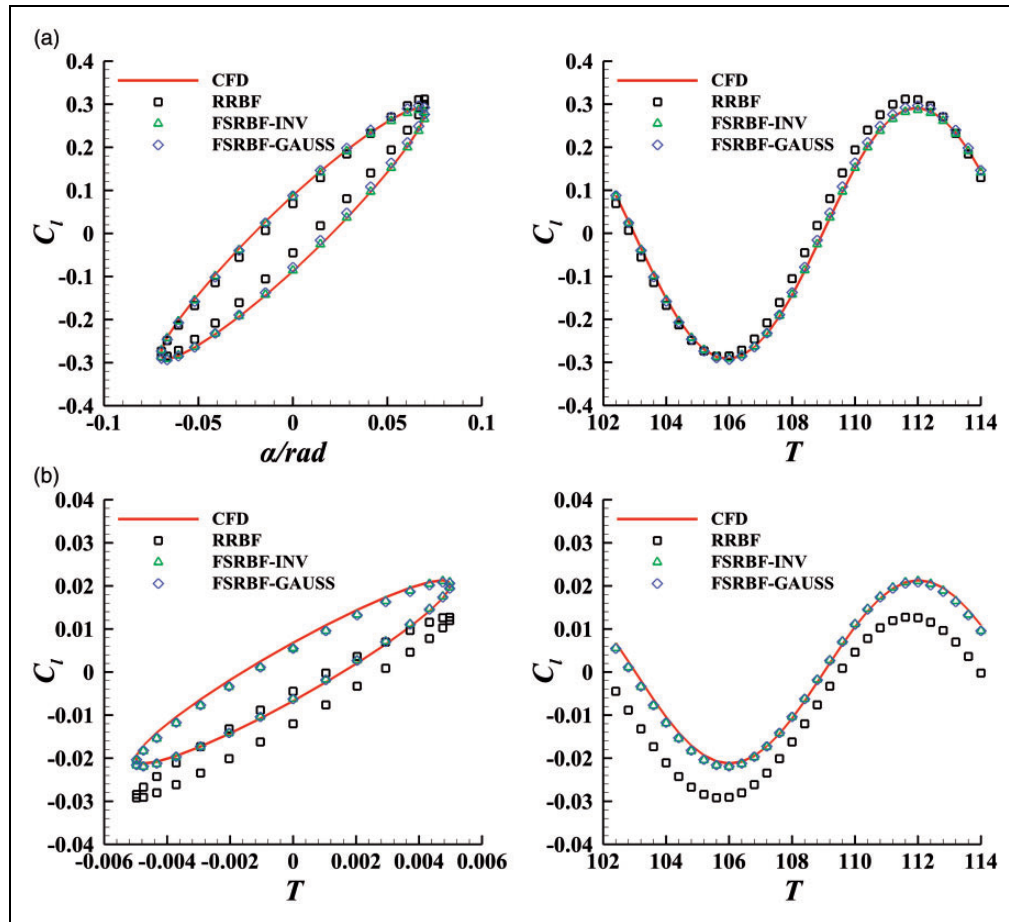 (a)
0.4
0.3
0.2
0.1
0
-0.1
-0.2
-0.3
-0.4
C_l
CFD
RRBF
FSRBF-INV
FSRBF-GAUSS
-0.1
-0.05
0
0.05
0.1
α/rad
0.4
0.3
0.2
0.1
0
-0.1
-0.2
-0.3
-0.4
C_l
CFD
RRBF
FSRBF-INV
FSRBF-GAUSS
102
104
106
108
110
112
114
T
(b)
0.04
0.03
0.02
0.01
0
-0.01
-0.02
-0.03
-0.04
C_l
CFD
RRBF
FSRBF-INV
FSRBF-GAUSS
-0.006
-0.004
-0.002
0
0.002
0.004
0.006
T
0.04
0.03
0.02
0.01
0
-0.01
-0.02
-0.03
-0.04
C_l
CFD
RRBF
FSRBF-INV
FSRBF-GAUSS
102
104
106
108
110
112
114
T